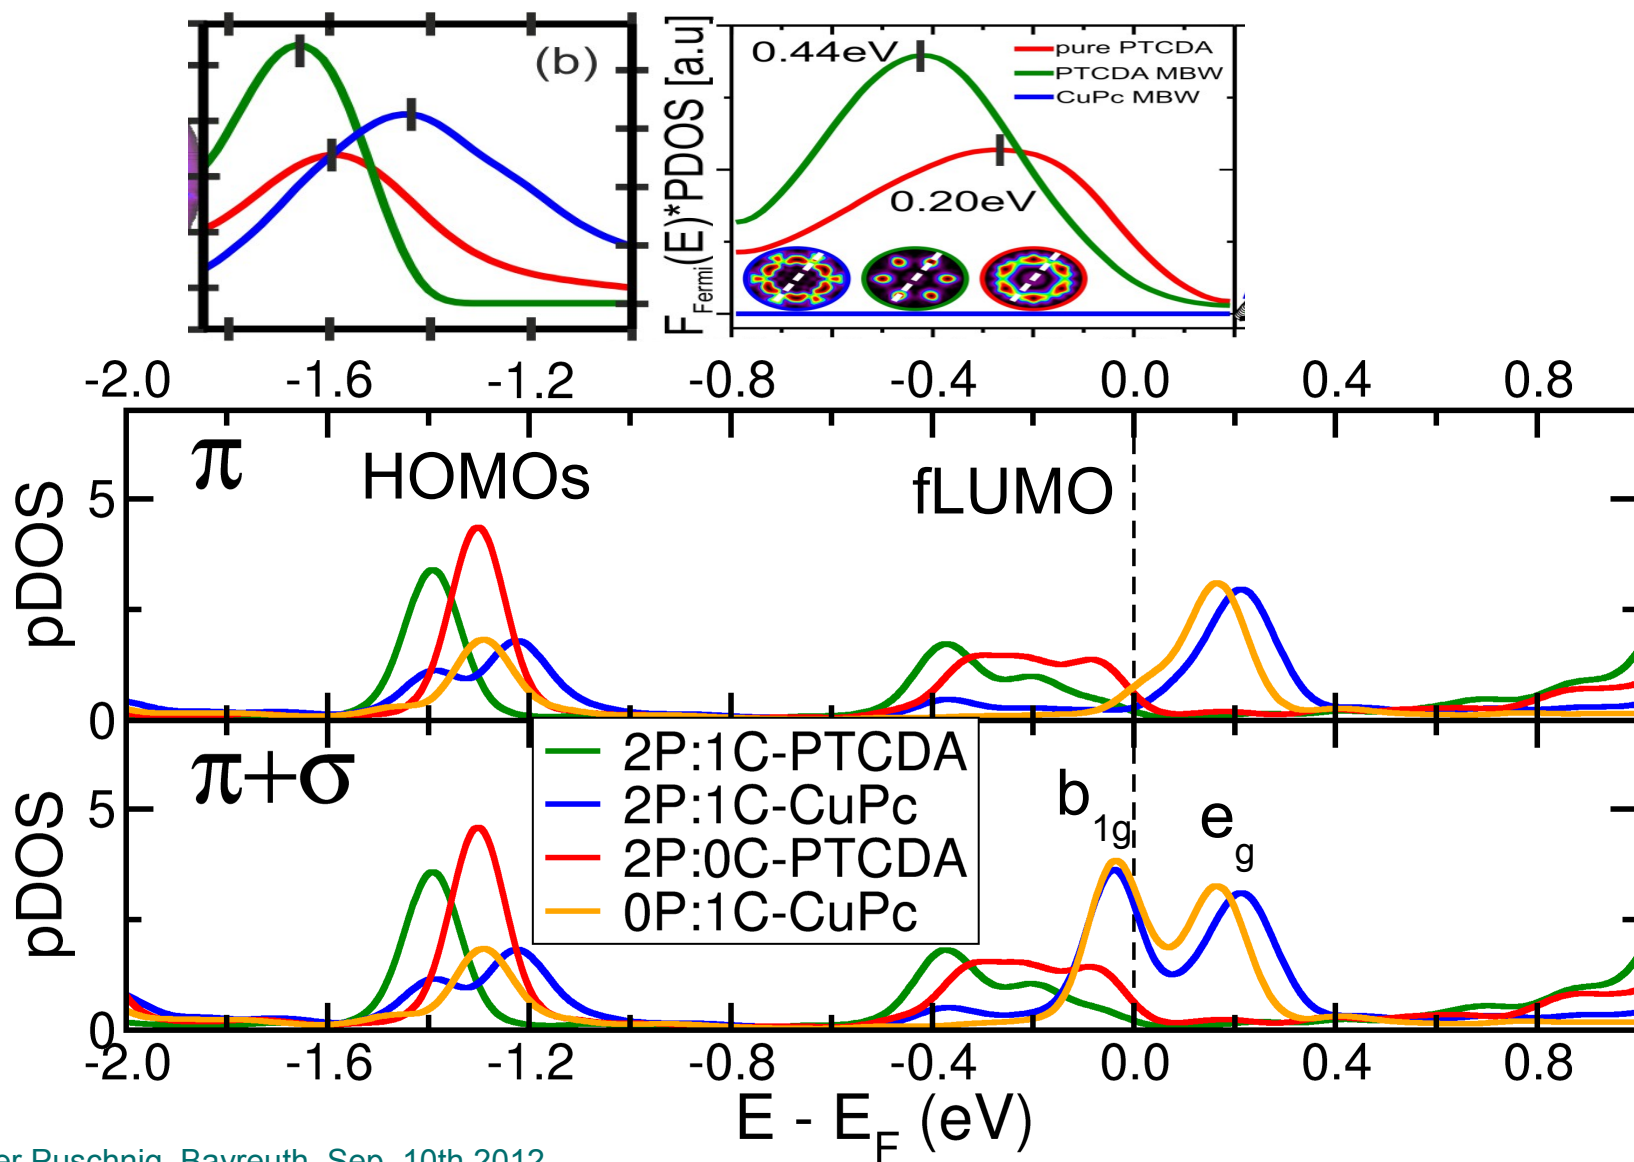 (b)
F_Fermi(E)*PDOS [a.u]
0.44eV
pure PTCDA
PTCDA MBW
CuPc MBW
0.20eV
-2.0 -1.6 -1.2 -0.8 -0.4 0.0 0.4 0.8
π
HOMOs
fLUMO
pDOS
5
0
π+σ
2P:1C-PTCDA
2P:1C-CuPc
2P:0C-PTCDA
0P:1C-CuPc
b1g
eg
pDOS
5
0
-2.0 -1.6 -1.2 -0.8 -0.4 0.0 0.4 0.8
E - EF (eV)
er Puschnig, Bayreuth, Sep. 10th 2012